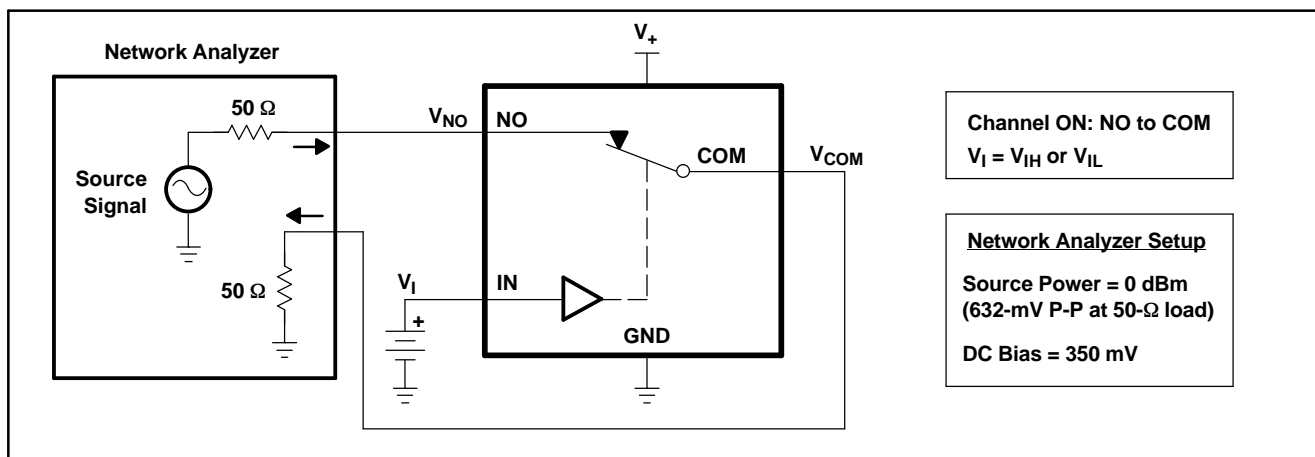 Network Analyzer
50 Ω
Source
Signal
50 Ω
V+
VNO
NO
COM
VCOM
VI
+
IN
GND
Channel ON: NO to COM
VI = VIH or VIL
Network Analyzer Setup
Source Power = 0 dBm
(632-mV P-P at 50-Ω load)
DC Bias = 350 mV